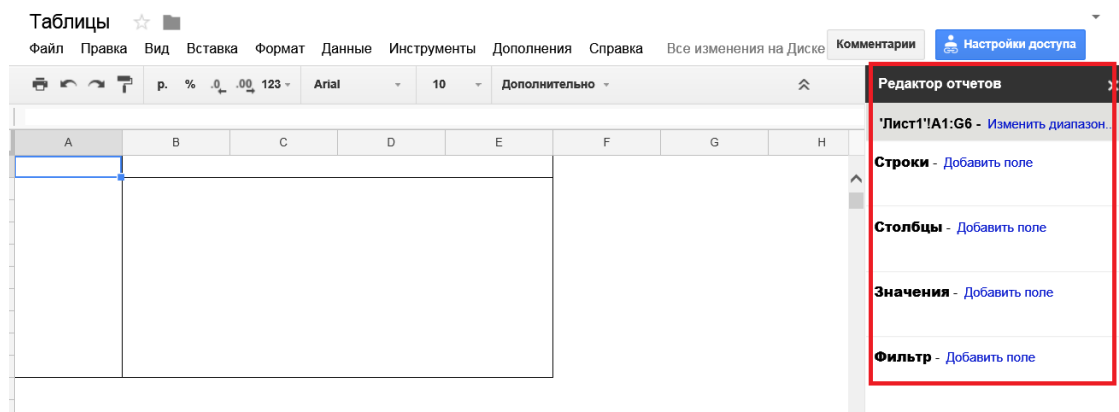 Таблицы
Файл Правка Вид Вставка Формат Данные Инструменты Дополнения Справка Все изменения на Диске Комментарии Настройки доступа
р. % .0 .00 123 Arial 10 Дополнительно
Редактор отчетов
'Лист1'!A1:G6 - Изменить диапазон...
A B C D E F G H
Строки - Добавить поле
Столбцы - Добавить поле
Значения - Добавить поле
Фильтр - Добавить поле